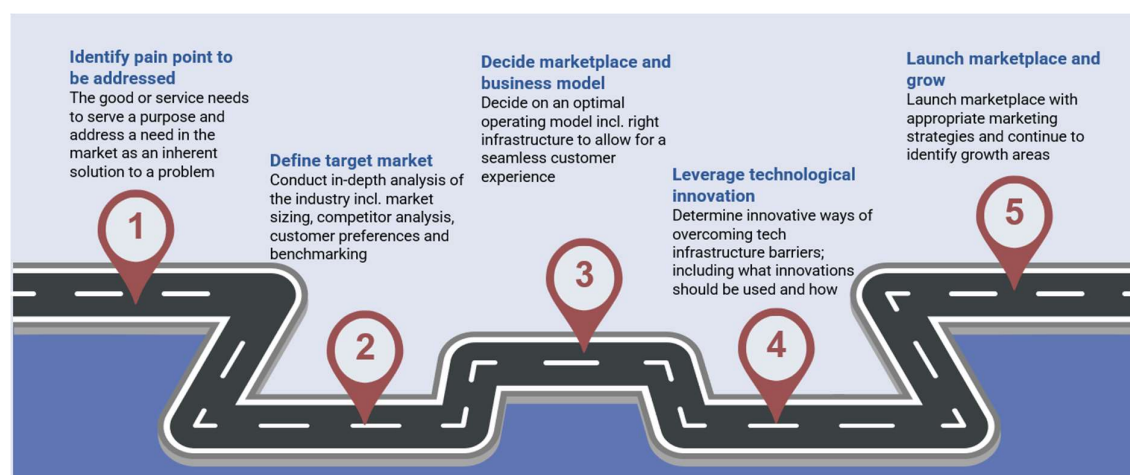 Identify pain point to
be addressed
The good or service needs
to serve a purpose and
address a need in the
market as an inherent
solution to a problem
1
Define target market
Conduct in-depth analysis of
the industry incl. market
sizing, competitor analysis,
customer preferences and
benchmarking
2
Decide marketplace and
business model
Decide on an optimal
operating model incl. right
infrastructure to allow for a
seamless customer
experience
3
Leverage technological
innovation
Determine innovative ways of
overcoming tech
infrastructure barriers;
including what innovations
should be used and how
4
Launch marketplace and
grow
Launch marketplace with
appropriate marketing
strategies and continue to
identify growth areas
5